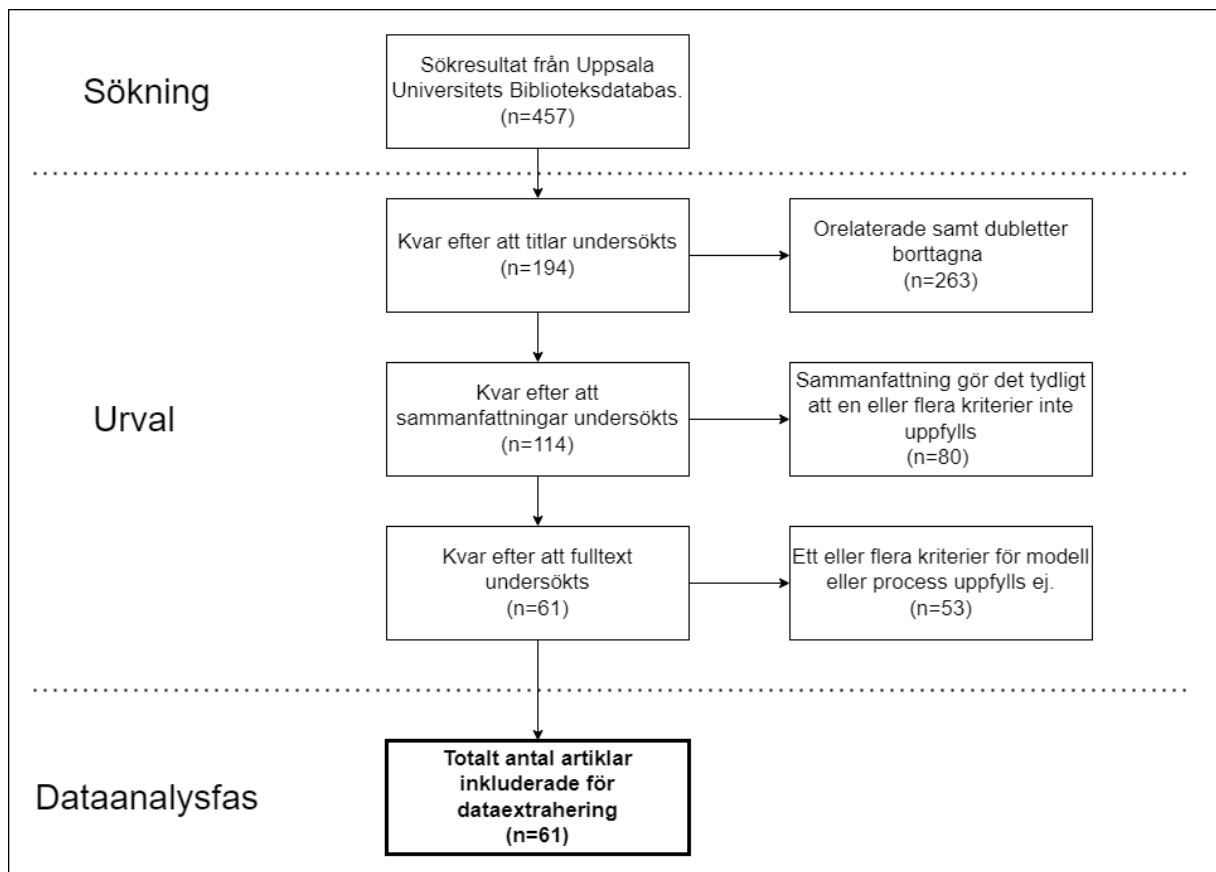 Sökning
Sökresultat från Uppsala
Universitets Biblioteksdatabas.
(n=457)
Urval
Kvar efter att titlar undersökts
(n=194)
Orelaterade samt dubletter
borttagna
(n=263)
Kvar efter att
sammanfattningar undersökts
(n=114)
Sammanfattning gör det tydligt
att en eller flera kriterier inte
uppfylls
(n=80)
Kvar efter att fulltext
undersökts
(n=61)
Ett eller flera kriterier för modell
eller process uppfylls ej.
(n=53)
Dataanalysfas
Totalt antal artiklar
inkluderade för
dataextrahering
(n=61)